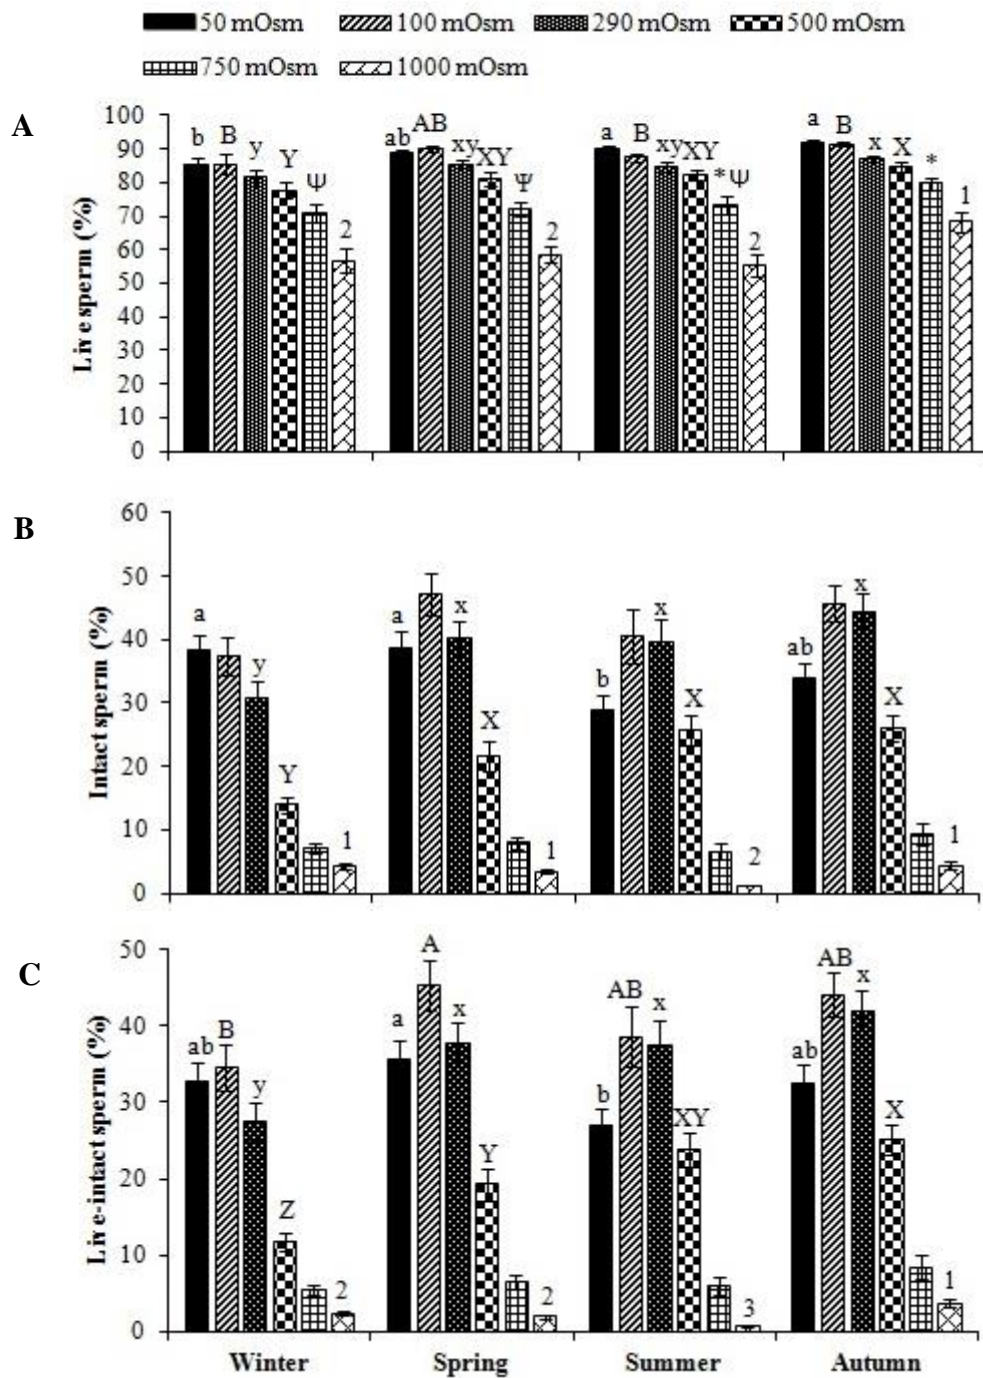 50 mOsm 100 mOsm 290 mOsm 500 mOsm
750 mOsm 1000 mOsm
A
Live sperm (%)
100
90
80
70
60
50
40
30
20
10
0
b B y Y Ψ 2
ab AB xy XY Ψ 2
a B xy XY *Ψ 2
a B x X * 1
B
Intact sperm (%)
60
50
40
30
20
10
0
a y Y 1
a x X 1
b x X 2
ab x X 1
C
Live-intact sperm (%)
50
40
30
20
10
0
ab B y Z 2
a A x Y 2
b AB x XY 3
ab AB x X 1
Winter Spring Summer Autumn